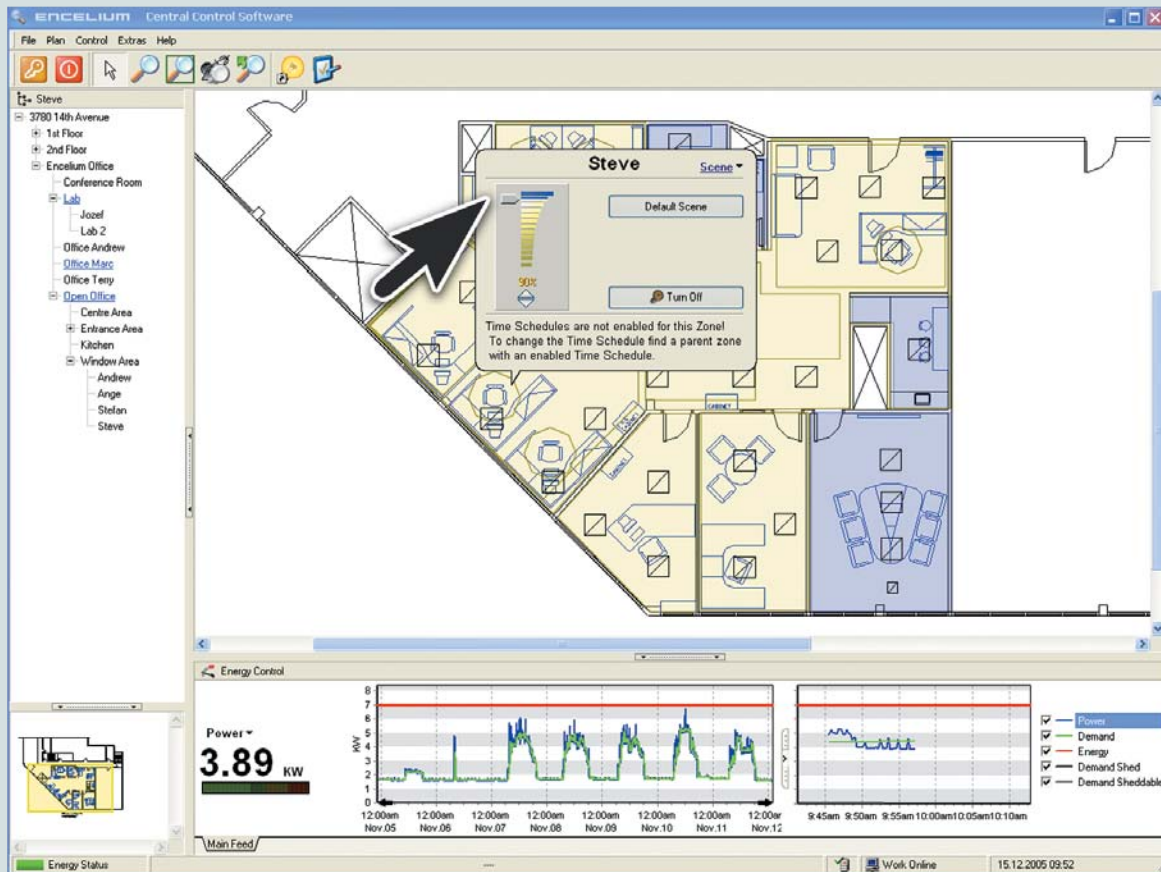 ENCELIUM Central Control Software
File Plan Control Extras Help
Steve
3780 14th Avenue
1st Floor
2nd Floor
Encelium Office
Conference Room
Lab
Jozef
Lab 2
Office Andrew
Office Marc
Office Terry
Open Office
Centre Area
Entrance Area
Kitchen
Window Area
Andrew
Ange
Stefan
Steve
Steve
Scene
Default Scene
90%
Turn Off
Time Schedules are not enabled for this Zone!
To change the Time Schedule find a parent zone
with an enabled Time Schedule.
CABINET
CABINET
Energy Control
Power
3.89 KW
KW
8
7
6
5
4
3
2
1
0
12:00am 12:00am 12:00am 12:00am 12:00am 12:00am 12:00am 12:00ar
Nov.05 Nov.06 Nov.07 Nov.08 Nov.09 Nov.10 Nov.11 Nov.12
9:45am 9:50am 9:55am 10:00am 10:05am 10:10am
Power
Demand
Energy
Demand Shed
Demand Sheddable
Main Feed
Energy Status
---
Work Online
15.12.2005 09:52